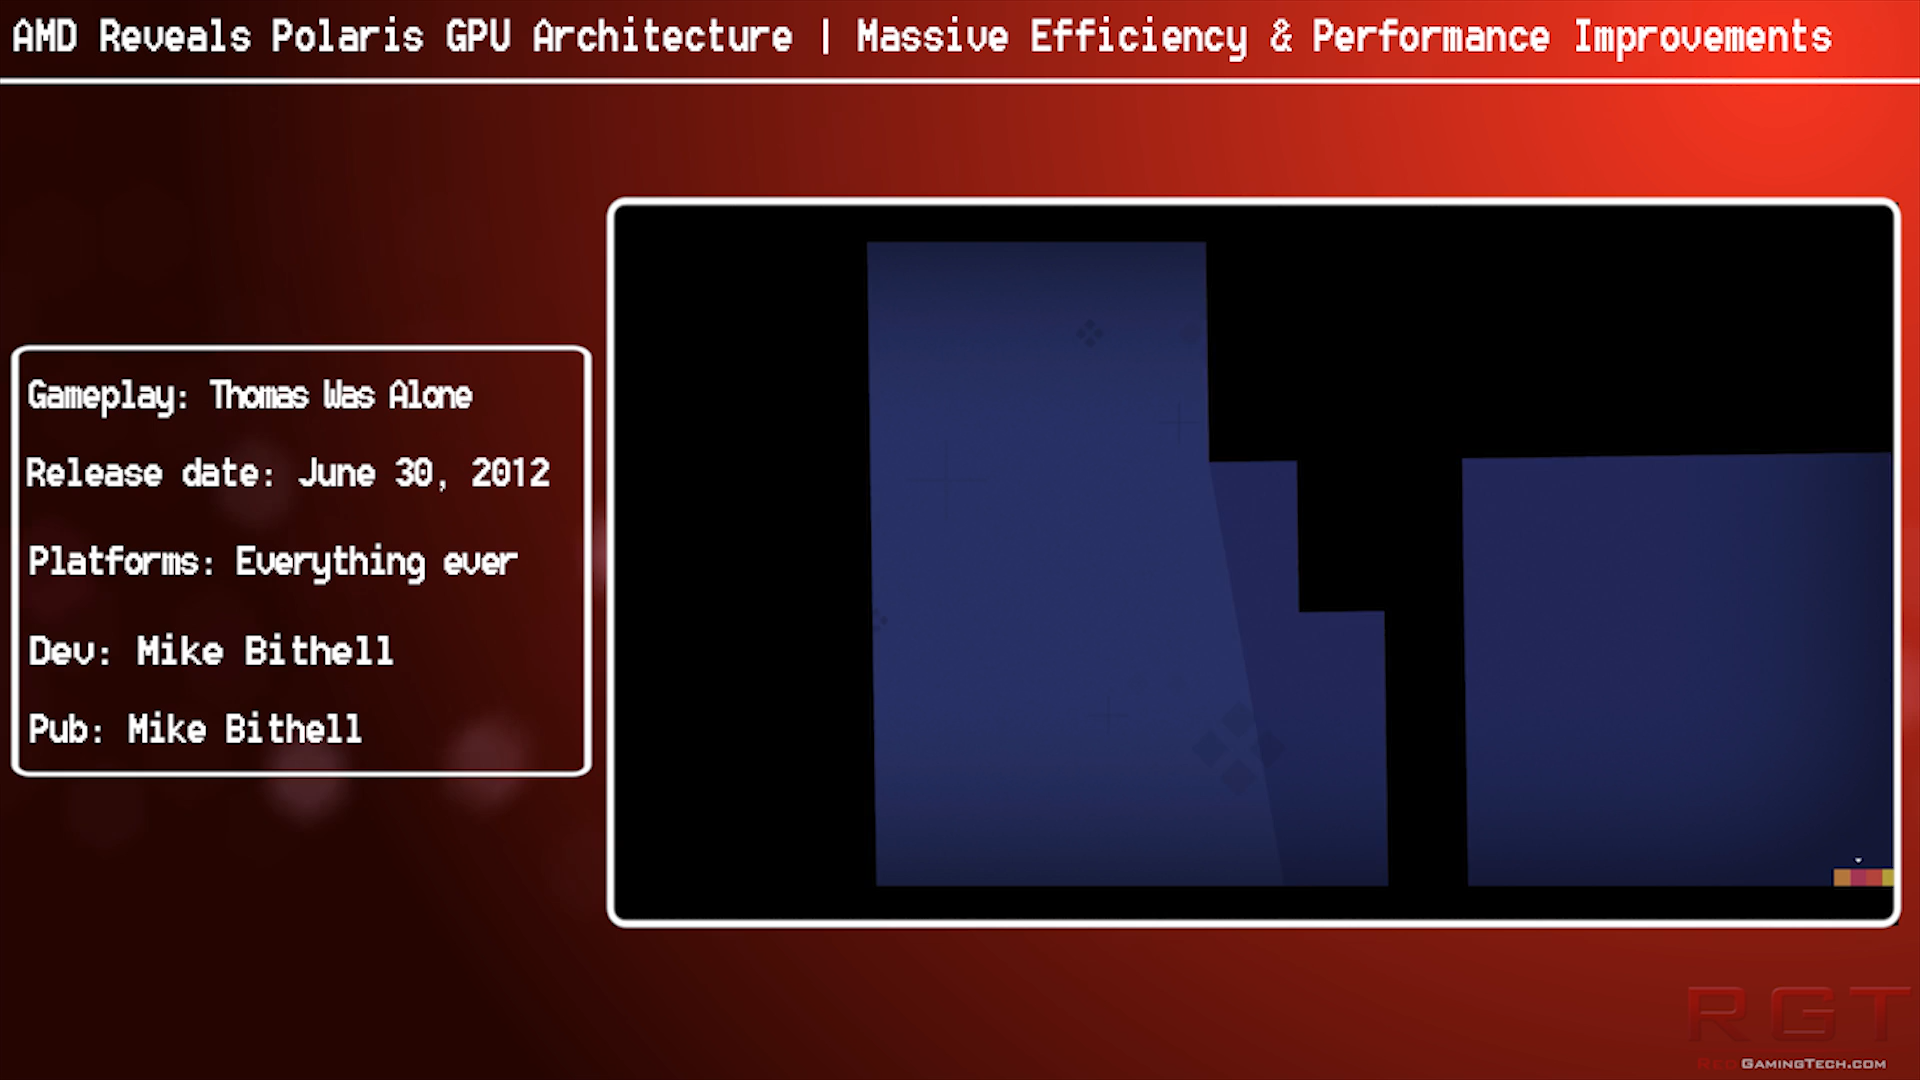 AMD Reveals Polaris GPU Architecture | Massive Efficiency & Performance Improvements
Gameplay: Thomas Was Alone
Release date: June 30, 2012
Platforms: Everything ever
Dev: Mike Bithell
Pub: Mike Bithell
RGT
RedGamingTech.com